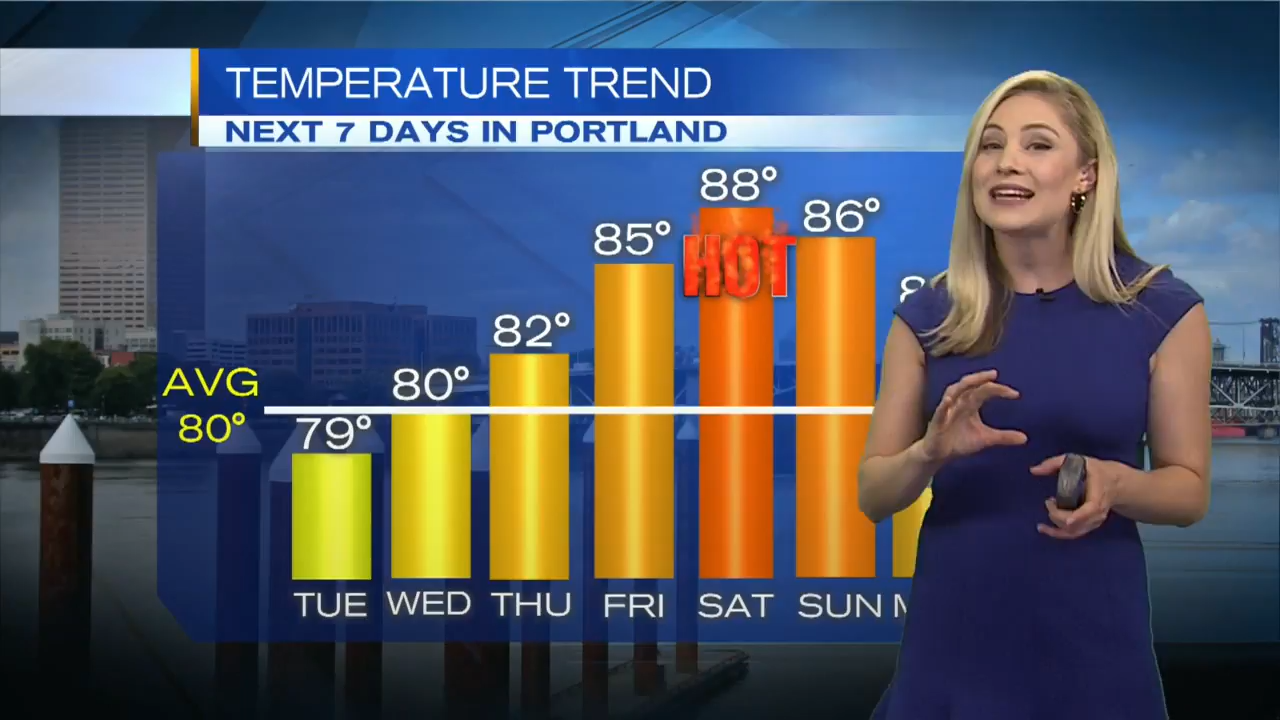 TEMPERATURE TREND
NEXT 7 DAYS IN PORTLAND
88°
86°
85°
HOT
82°
80°
AVG
80°
79°
TUE WED THU FRI SAT SUN